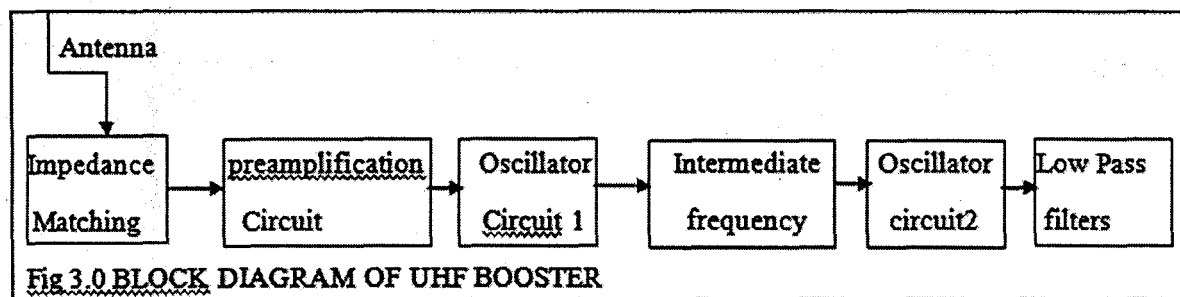 Antenna
Impedance
Matching
preamplification
Circuit
Oscillator
Circuit 1
Intermediate
frequency
Oscillator
circuit2
Low Pass
filters
Fig 3.0 BLOCK DIAGRAM OF UHF BOOSTER